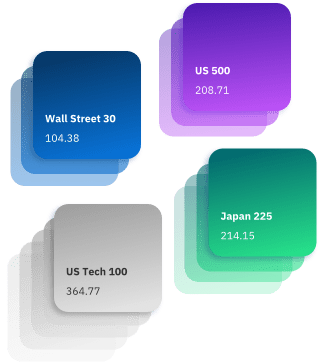 US 500
208.71
Wall Street 30
104.38
Japan 225
214.15
US Tech 100
364.77